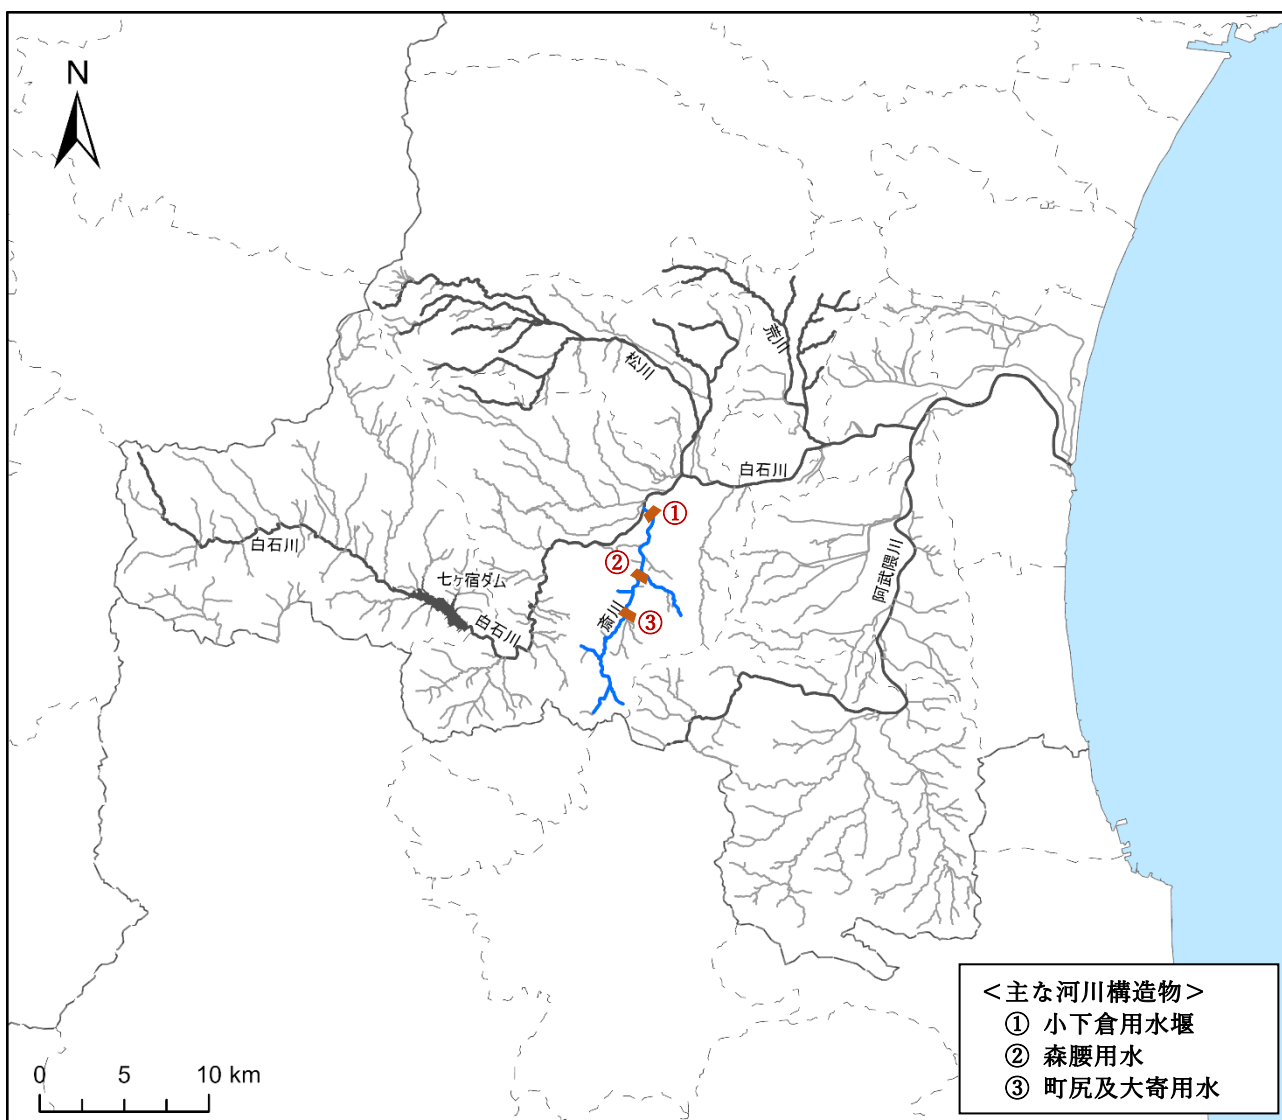 N
松川
荒川
白石川
①
白石川
②
七ヶ宿ダム
阿武隈川
斎川
③
白石川
<主な河川構造物>
① 小下倉用水堰
② 森腰用水
③ 町尻及大寄用水
0 5 10 km